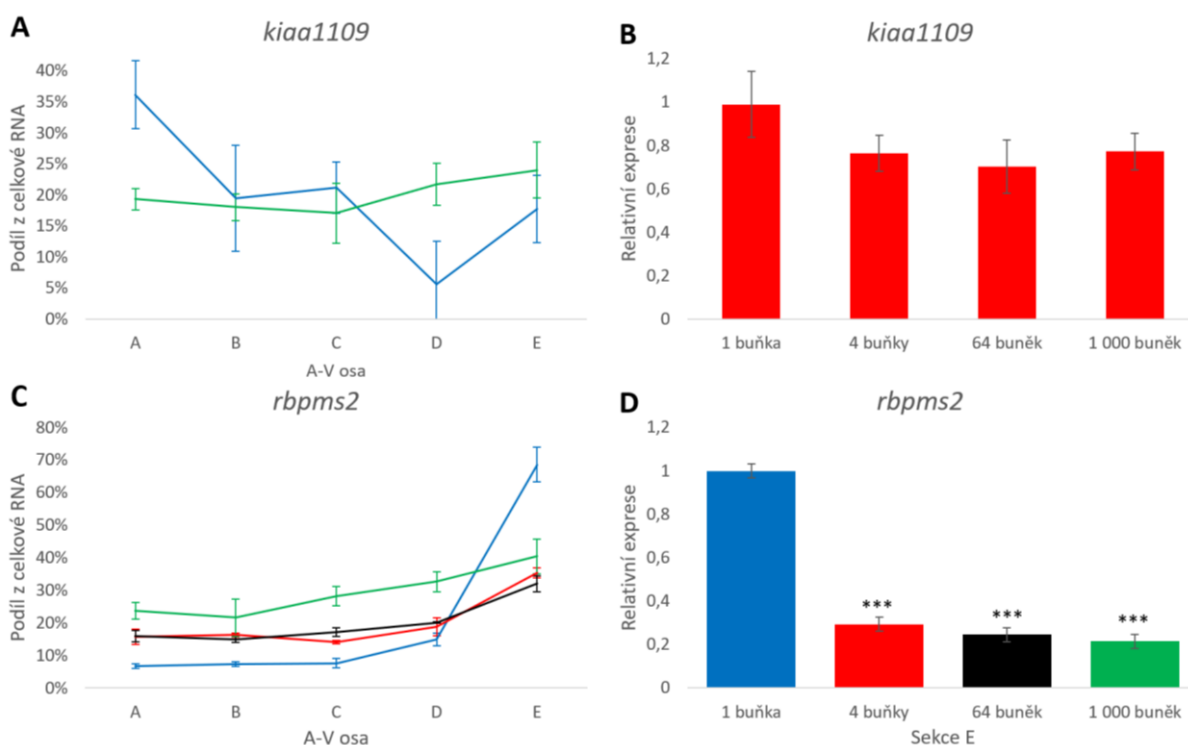 A
kiaa1109
Podíl z celkové RNA
40%
35%
30%
25%
20%
15%
10%
5%
0%
A B C D E
A-V osa
B
kiaa1109
Relativní exprese
1,2
1
0,8
0,6
0,4
0,2
0
1 buňka 4 buňky 64 buněk 1 000 buněk
C
rbpms2
Podíl z celkové RNA
80%
70%
60%
50%
40%
30%
20%
10%
0%
A B C D E
A-V osa
D
rbpms2
Relativní exprese
1,2
1
0,8
0,6
0,4
0,2
0
*** *** ***
1 buňka 4 buňky 64 buněk 1 000 buněk
Sekce E